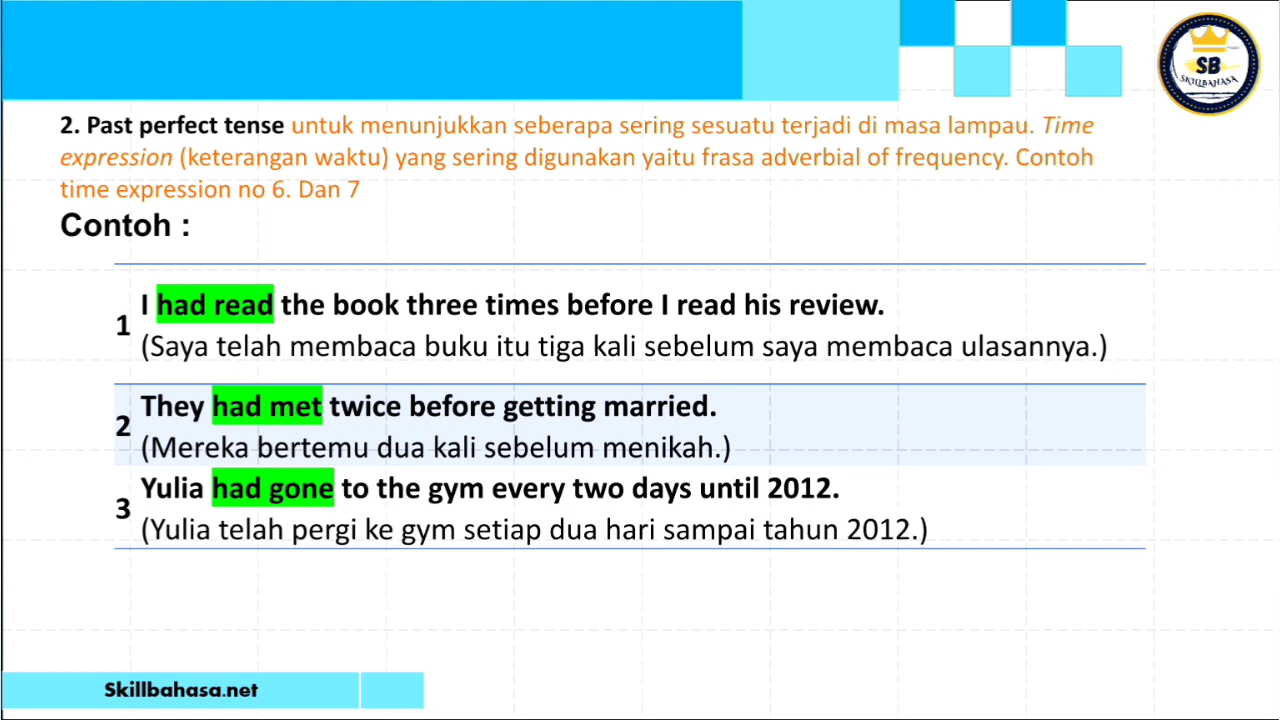 SB
SKILLBAHASA
2. Past perfect tense untuk menunjukkan seberapa sering sesuatu terjadi di masa lampau. Time
expression (keterangan waktu) yang sering digunakan yaitu frasa adverbial of frequency. Contoh
time expression no 6. Dan 7
Contoh :
1
I had read the book three times before I read his review.
(Saya telah membaca buku itu tiga kali sebelum saya membaca ulasannya.)
2
They had met twice before getting married.
(Mereka bertemu dua kali sebelum menikah.)
3
Yulia had gone to the gym every two days until 2012.
(Yulia telah pergi ke gym setiap dua hari sampai tahun 2012.)
Skillbahasa.net